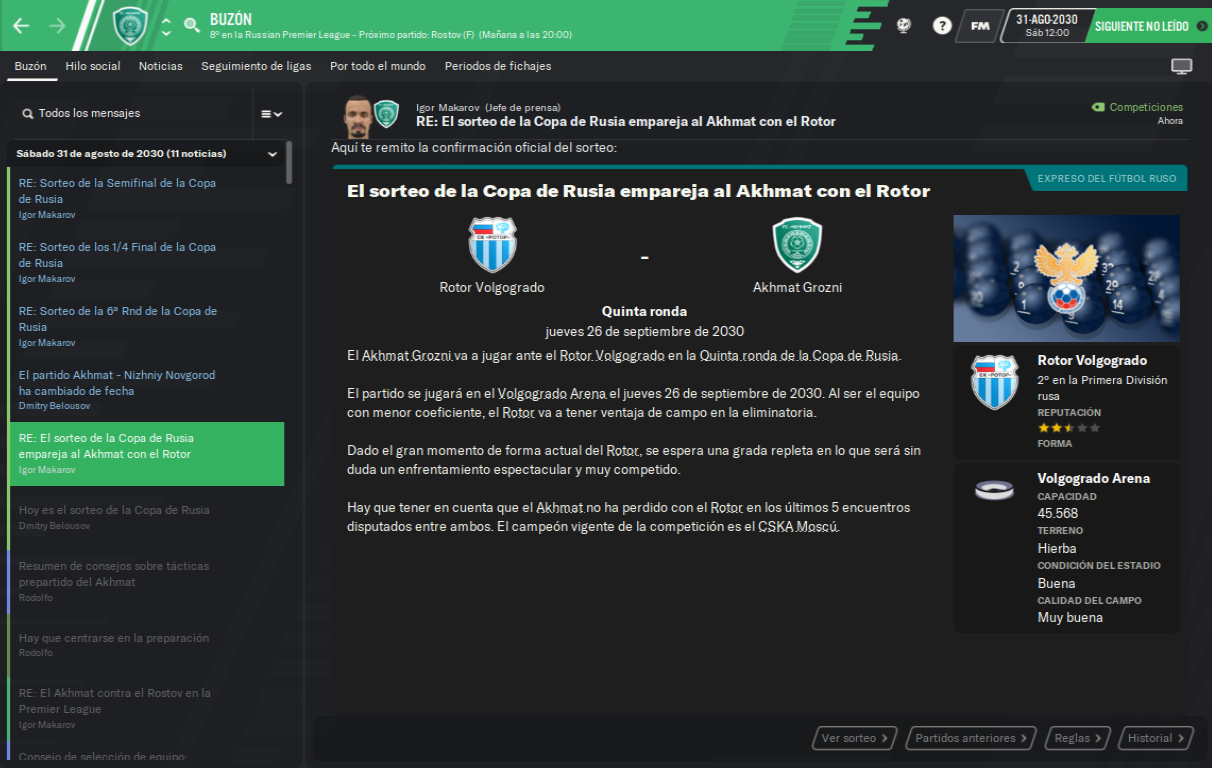 BUZÓN
8º en la Russian Premier League - Próximo partido: Rostov (F) (Mañana a las 20:00)
?
FM
31-AGO-2030
Sáb 12:00
SIGUIENTE NO LEÍDO
Buzón
Hilo social
Noticias
Seguimiento de ligas
Por todo el mundo
Periodos de fichajes
Todos los mensajes
Sábado 31 de agosto de 2030 (11 noticias)
RE: Sorteo de la Semifinal de la Copa
de Rusia
Igor Makarov
RE: Sorteo de los 1/4 Final de la Copa
de Rusia
Igor Makarov
RE: Sorteo de la 6ª Rnd de la Copa de
Rusia
Igor Makarov
El partido Akhmat - Nizhniy Novgorod
ha cambiado de fecha
Dmitry Belousov
RE: El sorteo de la Copa de Rusia
empareja al Akhmat con el Rotor
Igor Makarov
Hoy es el sorteo de la Copa de Rusia
Dmitry Belousov
Resumen de consejos sobre tácticas
prepartido del Akhmat
Rodolfo
Hay que centrarse en la preparación
Rodolfo
RE: El Akhmat contra el Rostov en la
Premier League
Igor Makarov
Consejo de selección de equipo:
Igor Makarov (Jefe de prensa)
RE: El sorteo de la Copa de Rusia empareja al Akhmat con el Rotor
Competiciones
Ahora
Aquí te remito la confirmación oficial del sorteo:
EXPRESO DEL FÚTBOL RUSO
El sorteo de la Copa de Rusia empareja al Akhmat con el Rotor
Rotor Volgogrado
-
Akhmat Grozni
Quinta ronda
jueves 26 de septiembre de 2030
El Akhmat Grozni va a jugar ante el Rotor Volgogrado en la Quinta ronda de la Copa de Rusia.
El partido se jugará en el Volgogrado Arena el jueves 26 de septiembre de 2030. Al ser el equipo
con menor coeficiente, el Rotor va a tener ventaja de campo en la eliminatoria.
Dado el gran momento de forma actual del Rotor, se espera una grada repleta en lo que será sin
duda un enfrentamiento espectacular y muy competido.
Hay que tener en cuenta que el Akhmat no ha perdido con el Rotor en los últimos 5 encuentros
disputados entre ambos. El campeón vigente de la competición es el CSKA Moscú.
Rotor Volgogrado
2º en la Primera División
rusa
REPUTACIÓN
FORMA
Volgogrado Arena
CAPACIDAD
45.568
TERRENO
Hierba
CONDICIÓN DEL ESTADIO
Buena
CALIDAD DEL CAMPO
Muy buena
Ver sorteo
Partidos anteriores
Reglas
Historial